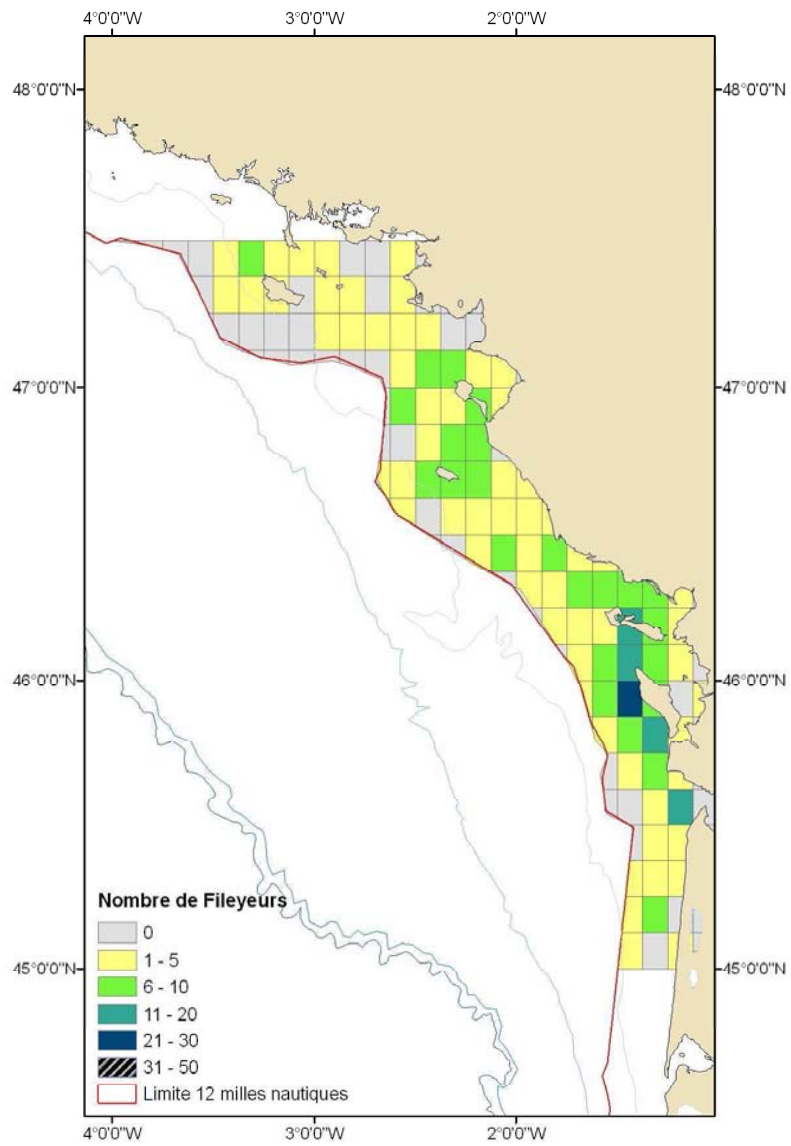 4°0'0"W 3°0'0"W 2°0'0"W
48°0'0"N 48°0'0"N
47°0'0"N 47°0'0"N
46°0'0"N 46°0'0"N
Nombre de Fileyeurs
0
1 - 5
45°0'0"N 45°0'0"N
6 - 10
11 - 20
21 - 30
31 - 50
Limite 12 milles nautiques
4°0'0"W 3°0'0"W 2°0'0"W